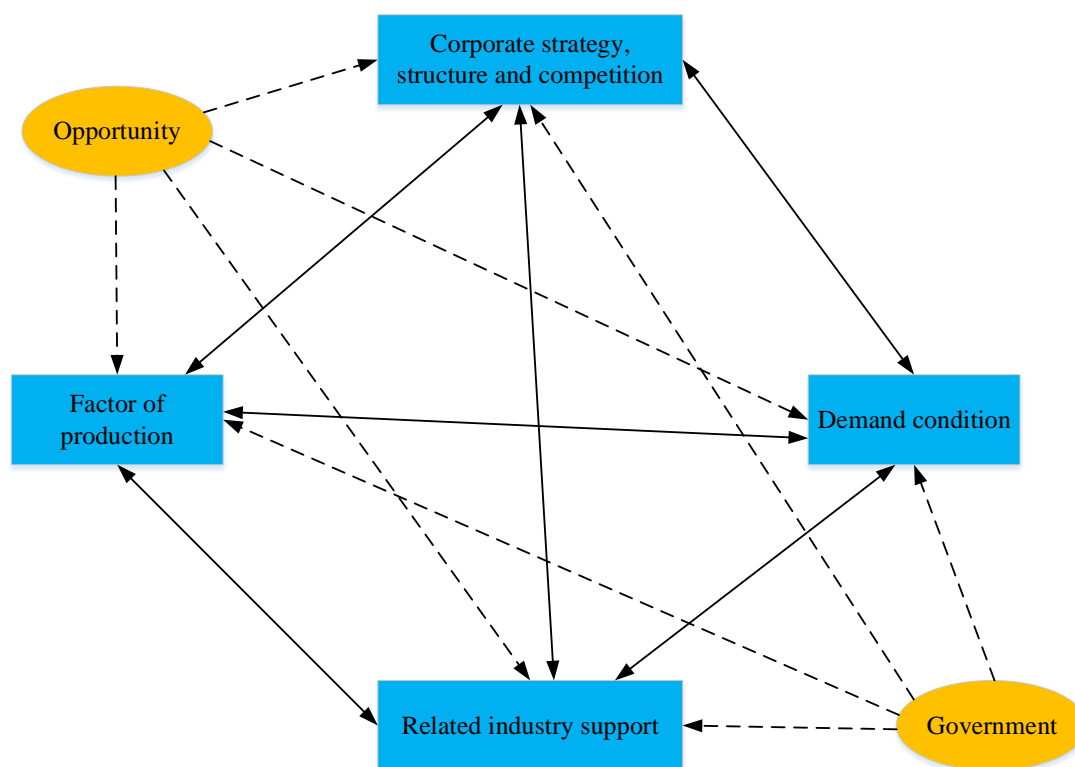 Corporate strategy,
structure and competition
Opportunity
Factor of
production
Demand condition
Related industry support
Government